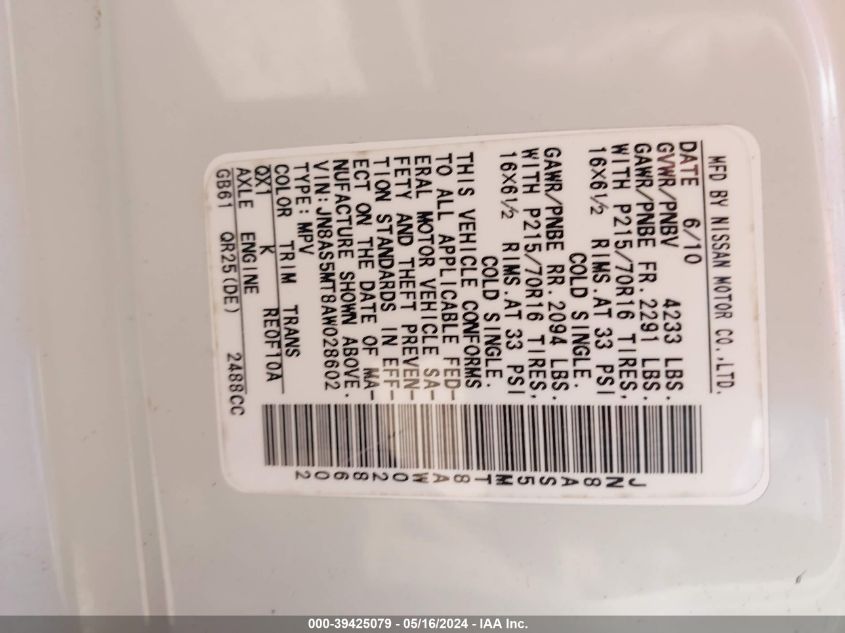 MFD BY NISSAN MOTOR CO.,LTD.
DATE 6/10
GVWR/PNBV 4233 LBS.
GAWR/PNBE FR. 2291 LBS.
WITH P215/70R16 TIRES,
16X6½ RIMS.AT 33 PSI
COLD SINGLE.
GAWR/PNBE RR. 2094 LBS.
WITH P215/70R16 TIRES,
16X6½ RIMS.AT 33 PSI
COLD SINGLE.
THIS VEHICLE CONFORMS
TO ALL APPLICABLE FED-
ERAL MOTOR VEHICLE SA-
FETY AND THEFT PREVEN-
TION STANDARDS IN EFF-
ECT ON THE DATE OF MA-
NUFACTURE SHOWN ABOVE.
VIN:JN8AS5MT8AW028602
TYPE:MPV
COLOR TRIM TRANS
QX1 K RE0F10A
AXLE ENGINE
GB61 QR25(DE) 2488CC
JN8AS5MT8AW028602
000-39425079 - 05/16/2024 - IAA Inc.